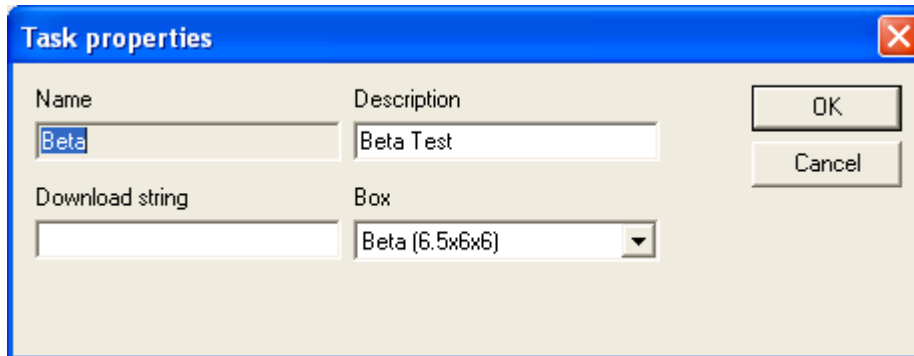 Task properties
Name
Description
OK
Beta
Beta Test
Cancel
Download string
Box
Beta (6.5x6x6)